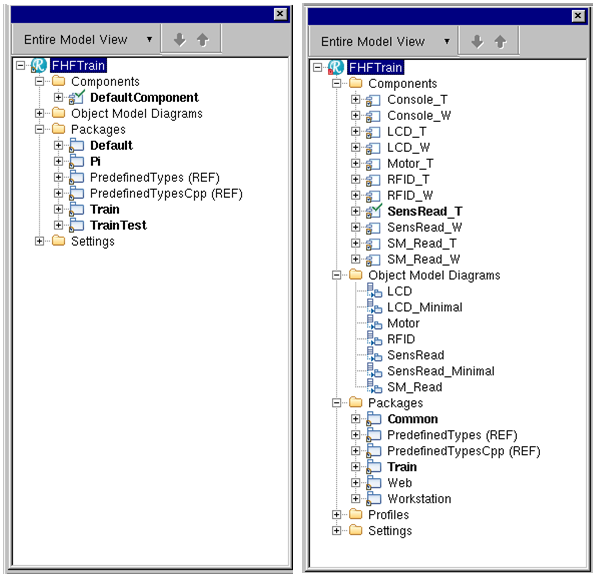 Entire Model View
FHFTrain
Components
DefaultComponent
Object Model Diagrams
Packages
Default
Pi
PredefinedTypes (REF)
PredefinedTypesCpp (REF)
Train
TrainTest
Settings
Entire Model View
FHFTrain
Components
Console_T
Console_W
LCD_T
LCD_W
Motor_T
RFID_T
RFID_W
SensRead_T
SensRead_W
SM_Read_T
SM_Read_W
Object Model Diagrams
LCD
LCD_Minimal
Motor
RFID
SensRead
SensRead_Minimal
SM_Read
Packages
Common
PredefinedTypes (REF)
PredefinedTypesCpp (REF)
Train
Web
Workstation
Profiles
Settings